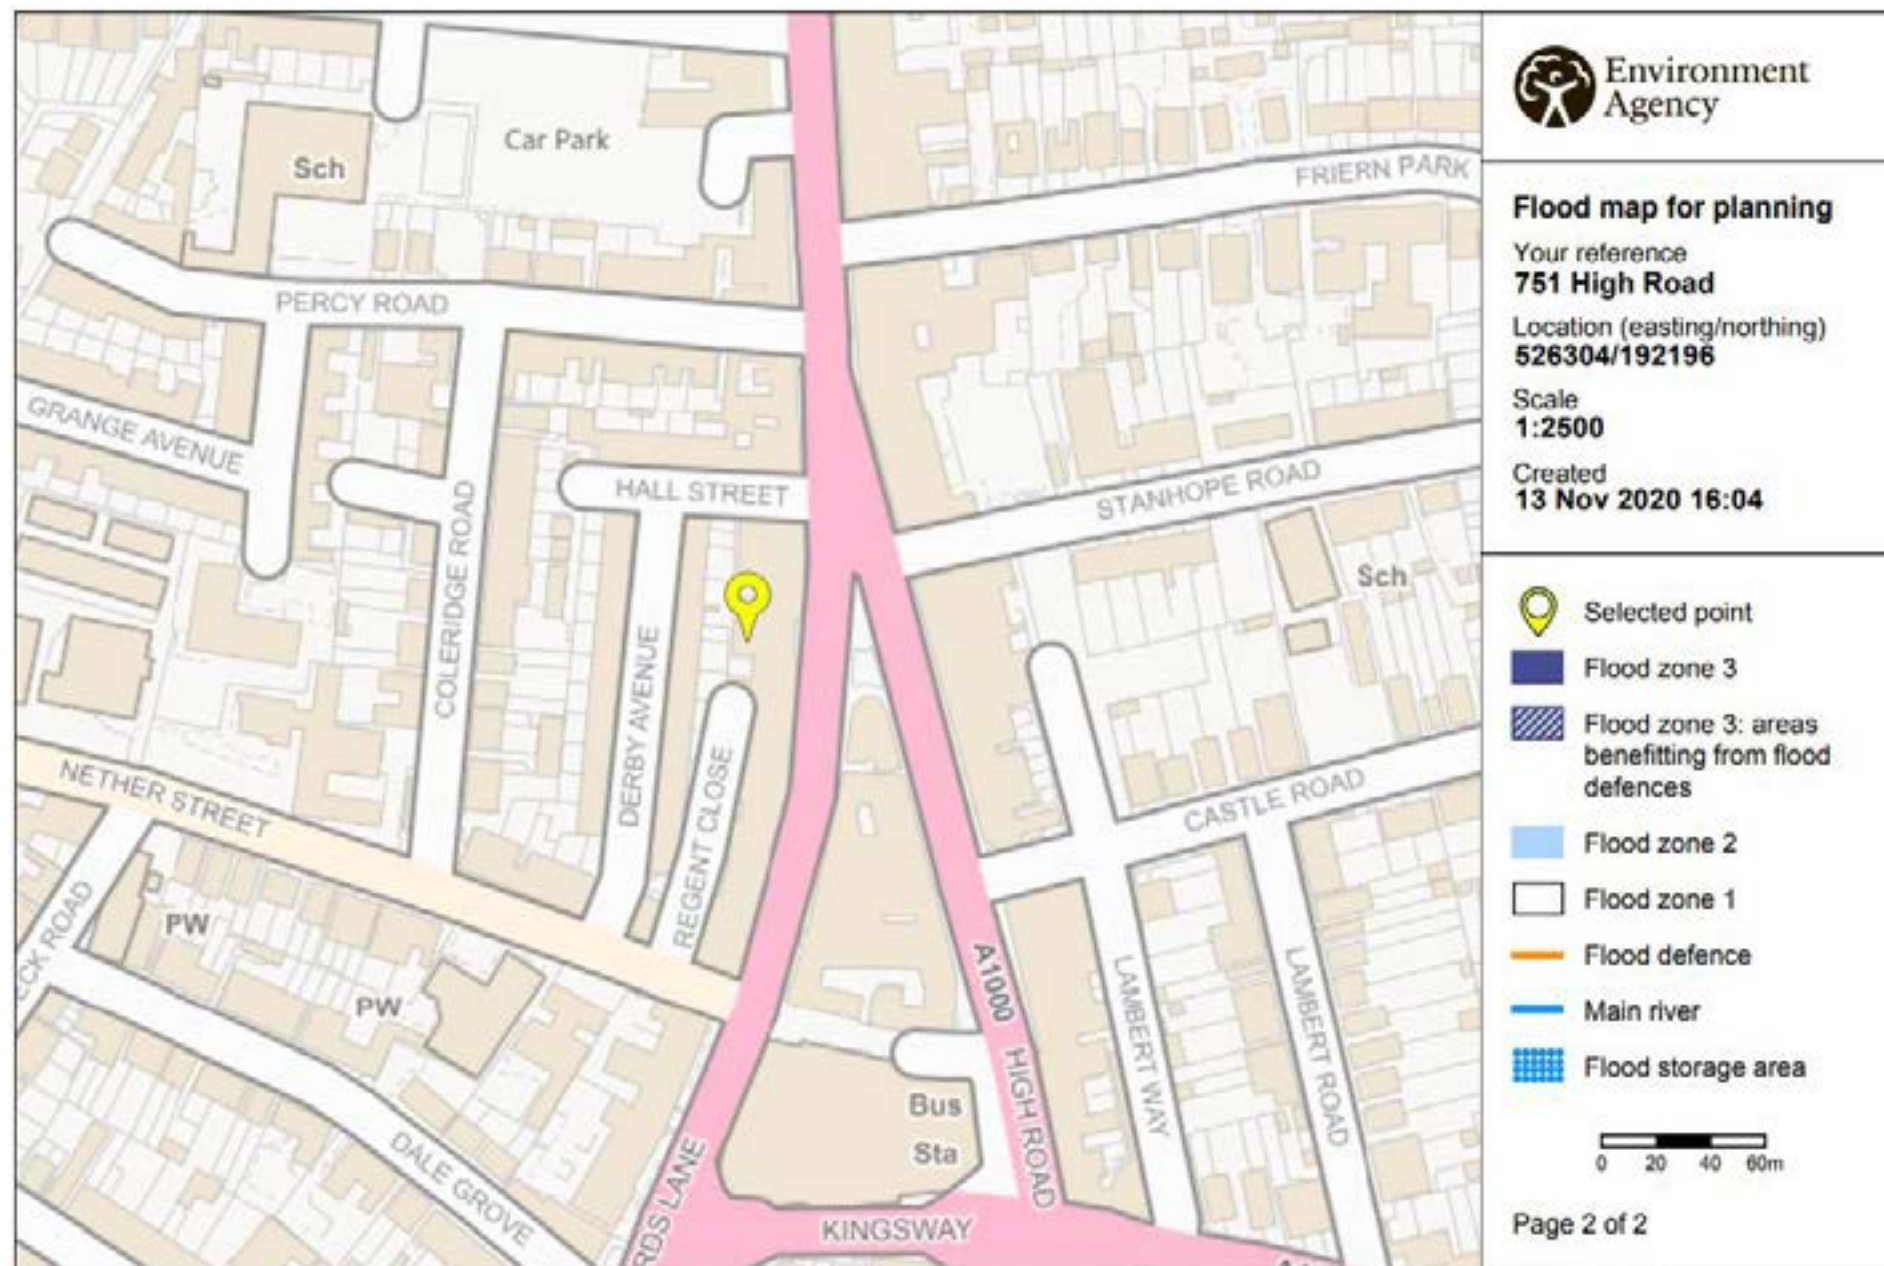 Car Park
Sch
FRIERN PARK
PERCY ROAD
GRANGE AVENUE
HALL STREET
STANHOPE ROAD
COLERIDGE ROAD
Sch
DERBY AVENUE
REGENT CLOSE
NETHER STREET
CASTLE ROAD
ECK ROAD
PW
PW
A1000
HIGH ROAD
LAMBERT WAY
LAMBERT ROAD
Bus
Sta
DALE GROVE
RDS LANE
KINGSWAY
Environment
Agency
Flood map for planning
Your reference
751 High Road
Location (easting/northing)
526304/192196
Scale
1:2500
Created
13 Nov 2020 16:04
Selected point
Flood zone 3
Flood zone 3: areas
benefitting from flood
defences
Flood zone 2
Flood zone 1
Flood defence
Main river
Flood storage area
0 20 40 60m
Page 2 of 2